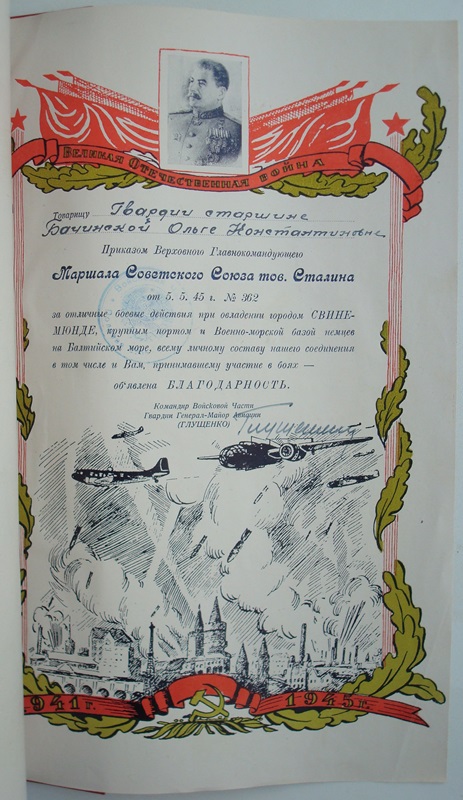 ВЕЛИКАЯ ОТЕЧЕСТВЕННАЯ ВОЙНА
Товарищу Гвардии старшине
Бачинской Ольге Константиновне
Приказом Верховного Главнокомандующего
Маршала Советского Союза тов. Сталина
от 5. 5. 45 г. № 362
за отличные боевые действия при овладении городом СВИНЕ-
МЮНДЕ, крупным портом и Военно-морской базой немцев
на Балтийском море, всему личному составу нашего соединения
в том числе и Вам, принимавшему участие в боях —
об'явлена БЛАГОДАРНОСТЬ.
Командир Войсковой Части
Гвардии Генерал-Майор Авиации
(ГЛУЩЕНКО)
941 г. 1945 г.